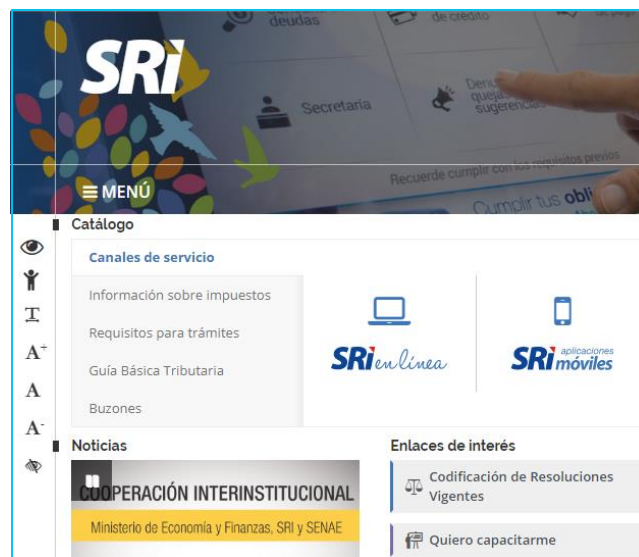 deudas
de crédito
SRi
Secretaría
Denuncias,
quejas,
sugerencias
Recuerde cumplir con los requisitos previos
MENÚ
Cumplir tus
Catálogo
Canales de servicio
Información sobre impuestos
Requisitos para trámites
Guía Básica Tributaria
Buzones
SRi en línea
SRi aplicaciones
móviles
T
A+
A
A-
Noticias
Enlaces de interés
COOPERACIÓN INTERINSTITUCIONAL
Ministerio de Economía y Finanzas, SRI y SENAE
Codificación de Resoluciones
Vigentes
Quiero capacitarme